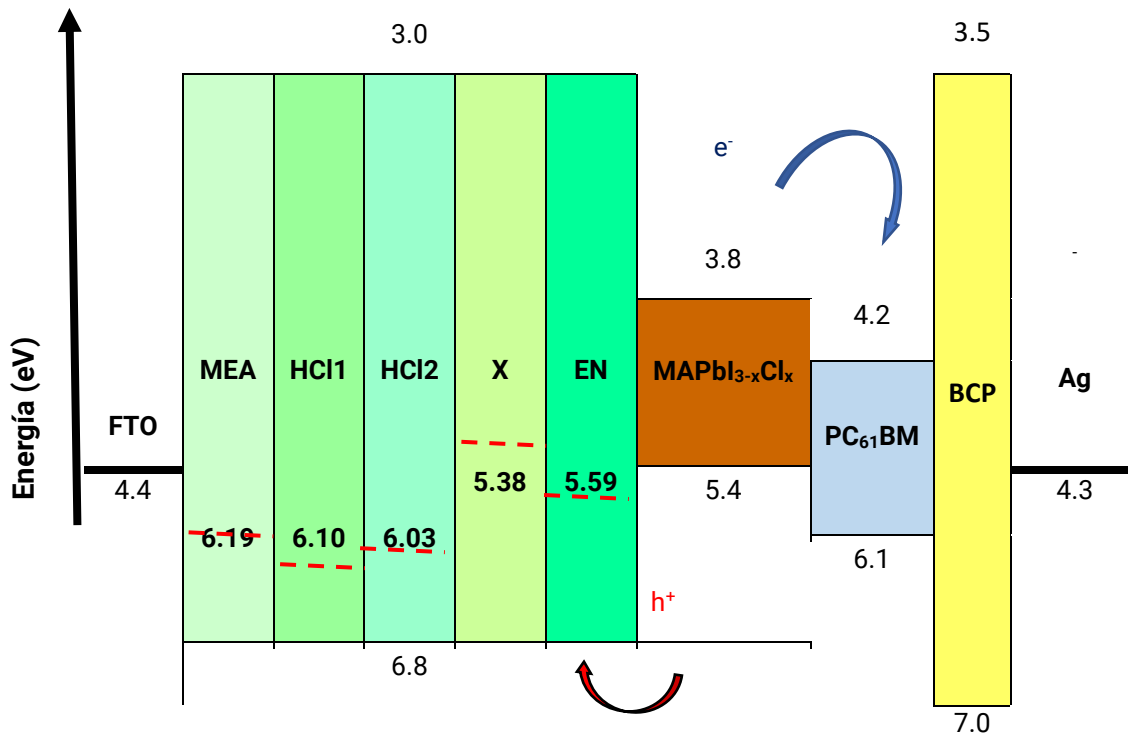 3.0
3.5
e-
3.8
-
4.2
Energía (eV)
MEA
HCl1
HCl2
X
EN
MAPbI3-xClx
Ag
BCP
FTO
PC61BM
4.4
5.38
5.59
5.4
4.3
6.19
6.10
6.03
6.1
h+
6.8
7.0